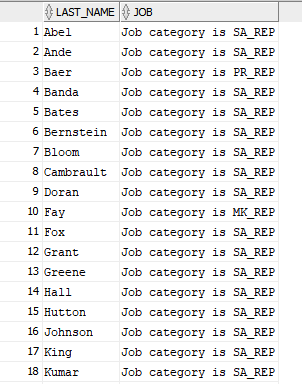 LAST_NAME JOB
1 Abel Job category is SA_REP
2 Ande Job category is SA_REP
3 Baer Job category is PR_REP
4 Banda Job category is SA_REP
5 Bates Job category is SA_REP
6 Bernstein Job category is SA_REP
7 Bloom Job category is SA_REP
8 Cambrault Job category is SA_REP
9 Doran Job category is SA_REP
10 Fay Job category is MK_REP
11 Fox Job category is SA_REP
12 Grant Job category is SA_REP
13 Greene Job category is SA_REP
14 Hall Job category is SA_REP
15 Hutton Job category is SA_REP
16 Johnson Job category is SA_REP
17 King Job category is SA_REP
18 Kumar Job category is SA_REP